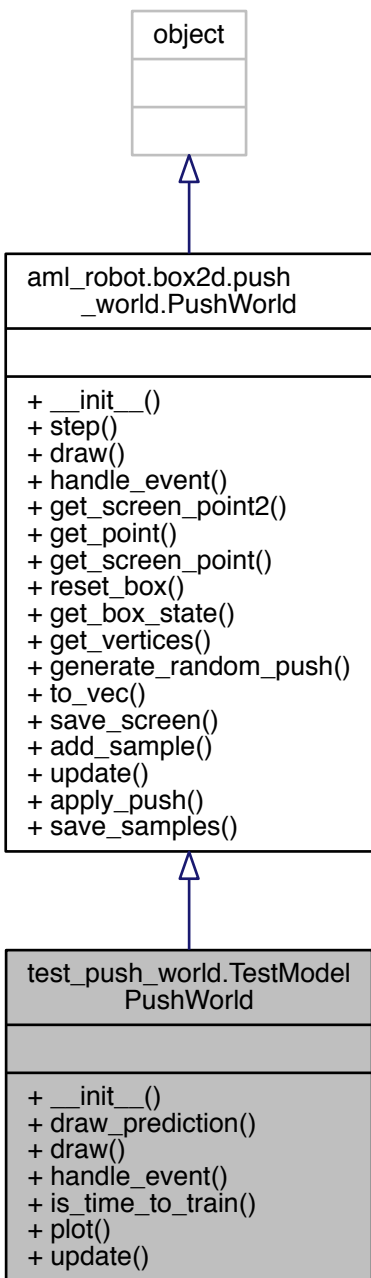 object
aml_robot.box2d.push
_world.PushWorld
+ __init__()
+ step()
+ draw()
+ handle_event()
+ get_screen_point2()
+ get_point()
+ get_screen_point()
+ reset_box()
+ get_box_state()
+ get_vertices()
+ generate_random_push()
+ to_vec()
+ save_screen()
+ add_sample()
+ update()
+ apply_push()
+ save_samples()
test_push_world.TestModel
PushWorld
+ __init__()
+ draw_prediction()
+ draw()
+ handle_event()
+ is_time_to_train()
+ plot()
+ update()